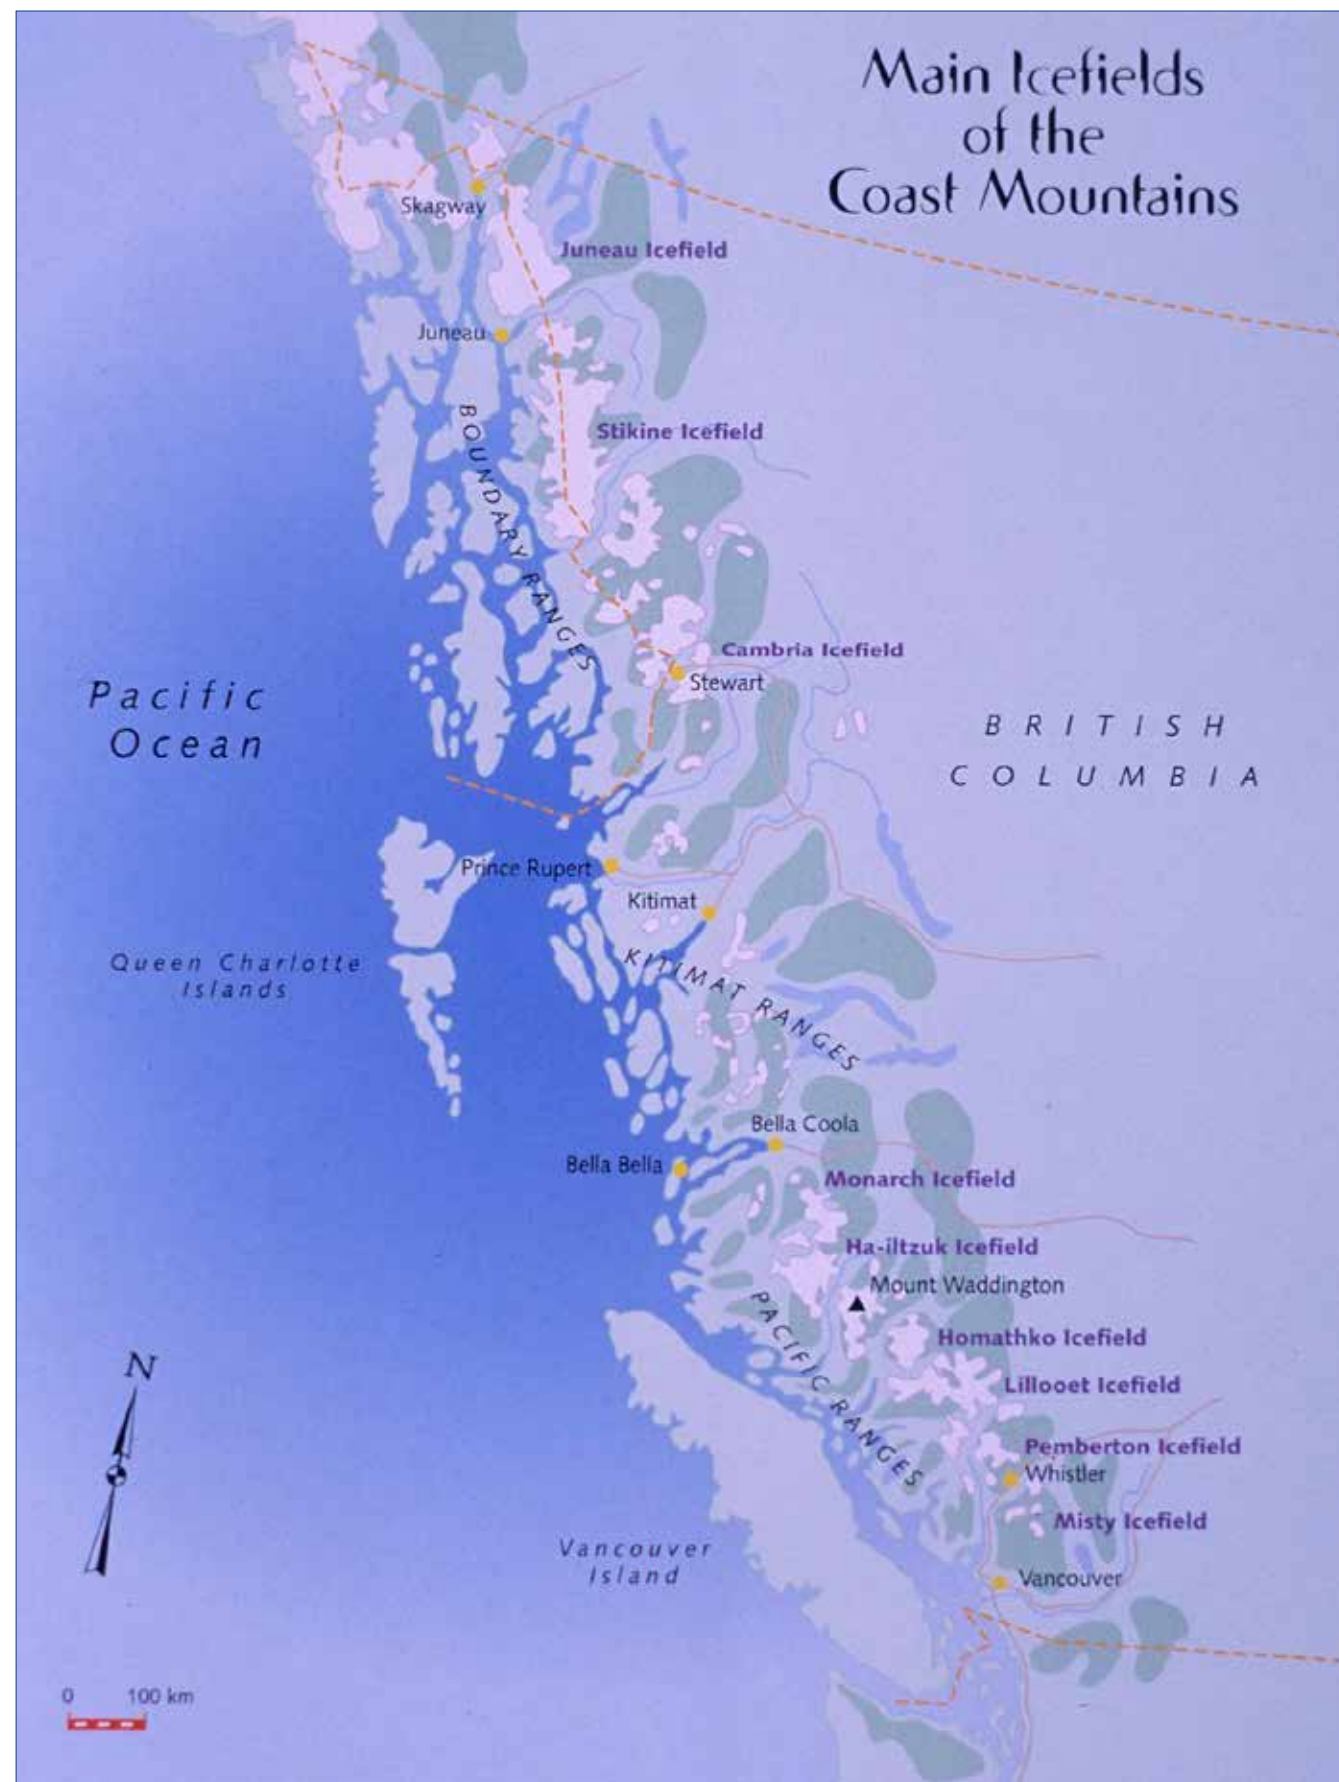 Main Icefields
of the
Coast Mountains
Skagway
Juneau Icefield
Juneau
BOUNDARY RANGES
Stikine Icefield
Cambria Icefield
Stewart
Pacific
Ocean
BRITISH
COLUMBIA
Prince Rupert
Kitimat
Queen Charlotte
Islands
KITIMAT RANGES
Bella Coola
Bella Bella
Monarch Icefield
Ha-iltzuk Icefield
Mount Waddington
PACIFIC RANGES
Homathko Icefield
N
Lillooet Icefield
Pemberton Icefield
Whistler
Misty Icefield
Vancouver
Island
Vancouver
0 100 km